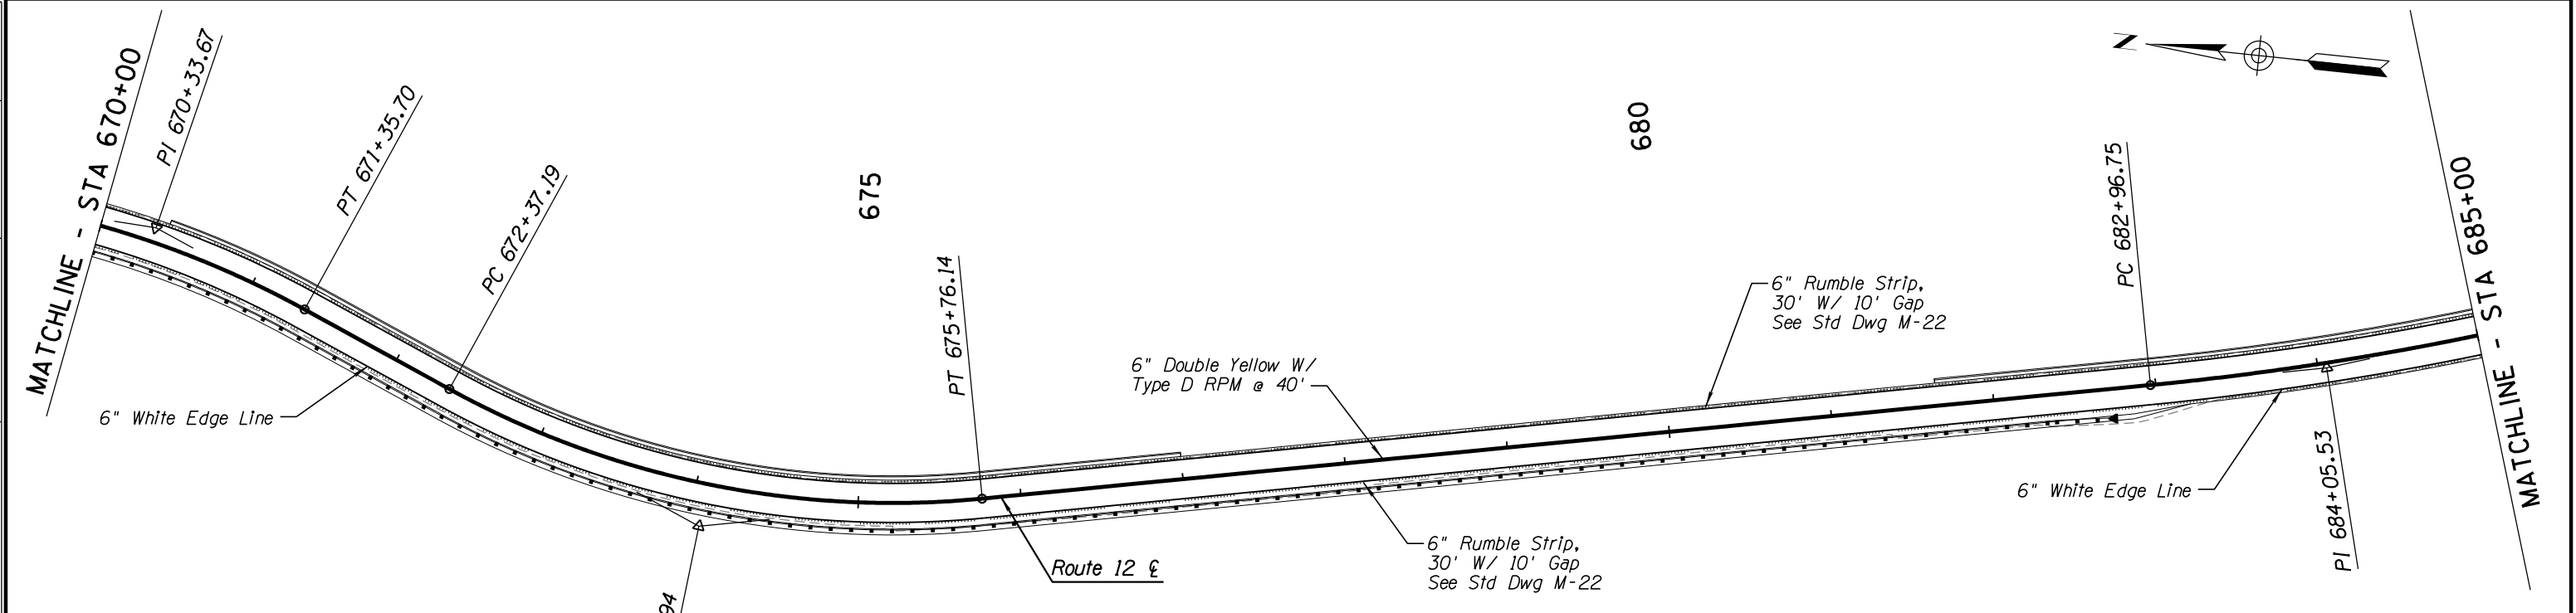 MATCHLINE - STA 670+00
PI 670+33.67
PT 671+35.70
PC 672+37.19
675
PT 675+76.14
680
PC 682+96.75
N
MATCHLINE - STA 685+00
6" White Edge Line
6" Double Yellow W/
Type D RPM @ 40'
6" Rumble Strip,
30' W/ 10' Gap
See Std Dwg M-22
6" White Edge Line
PI 684+05.53
Route 12 ℄
6" Rumble Strip,
30' W/ 10' Gap
See Std Dwg M-22
94